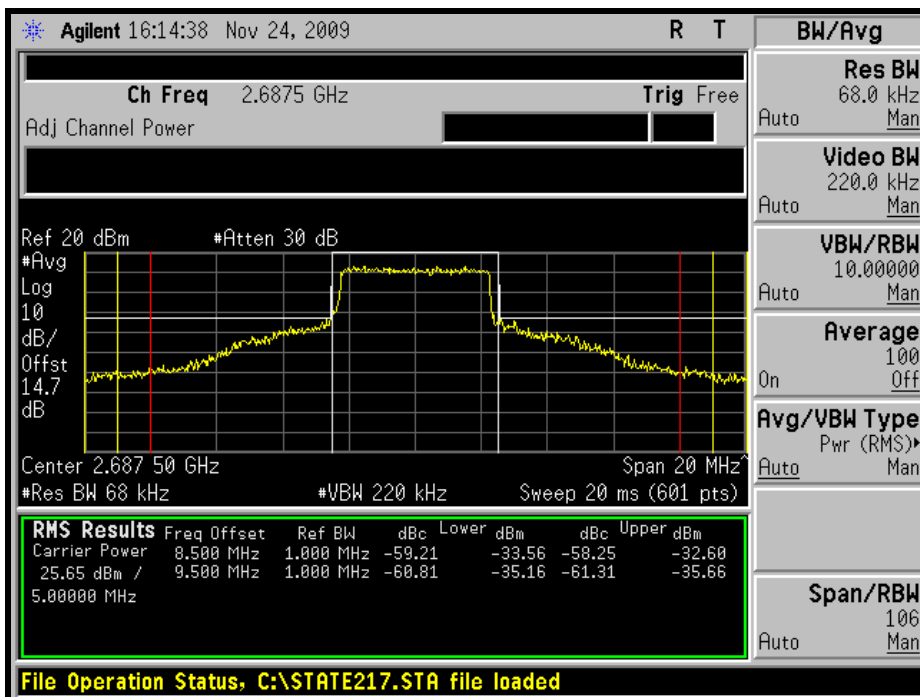 Agilent 16:14:38 Nov 24, 2009 R T
Ch Freq 2.6875 GHz Trig Free
Adj Channel Power
Ref 20 dBm #Atten 30 dB
#Avg
Log
10
dB/
Offst
14.7
dB
Center 2.687 50 GHz Span 20 MHz^
#Res BW 68 kHz #VBW 220 kHz Sweep 20 ms (601 pts)
RMS Results Freq Offset Ref BW dBc Lower dBm dBc Upper dBm
Carrier Power 8.500 MHz 1.000 MHz -59.21 -33.56 -58.25 -32.60
25.65 dBm / 9.500 MHz 1.000 MHz -60.81 -35.16 -61.31 -35.66
5.00000 MHz
File Operation Status, C:\STATE217.STA file loaded
BW/Avg
Res BW
68.0 kHz
Auto Man
Video BW
220.0 kHz
Auto Man
VBW/RBW
10.00000
Auto Man
Average
100
On Off
Avg/VBW Type
Pwr (RMS)▸
Auto Man
Span/RBW
106
Auto Man